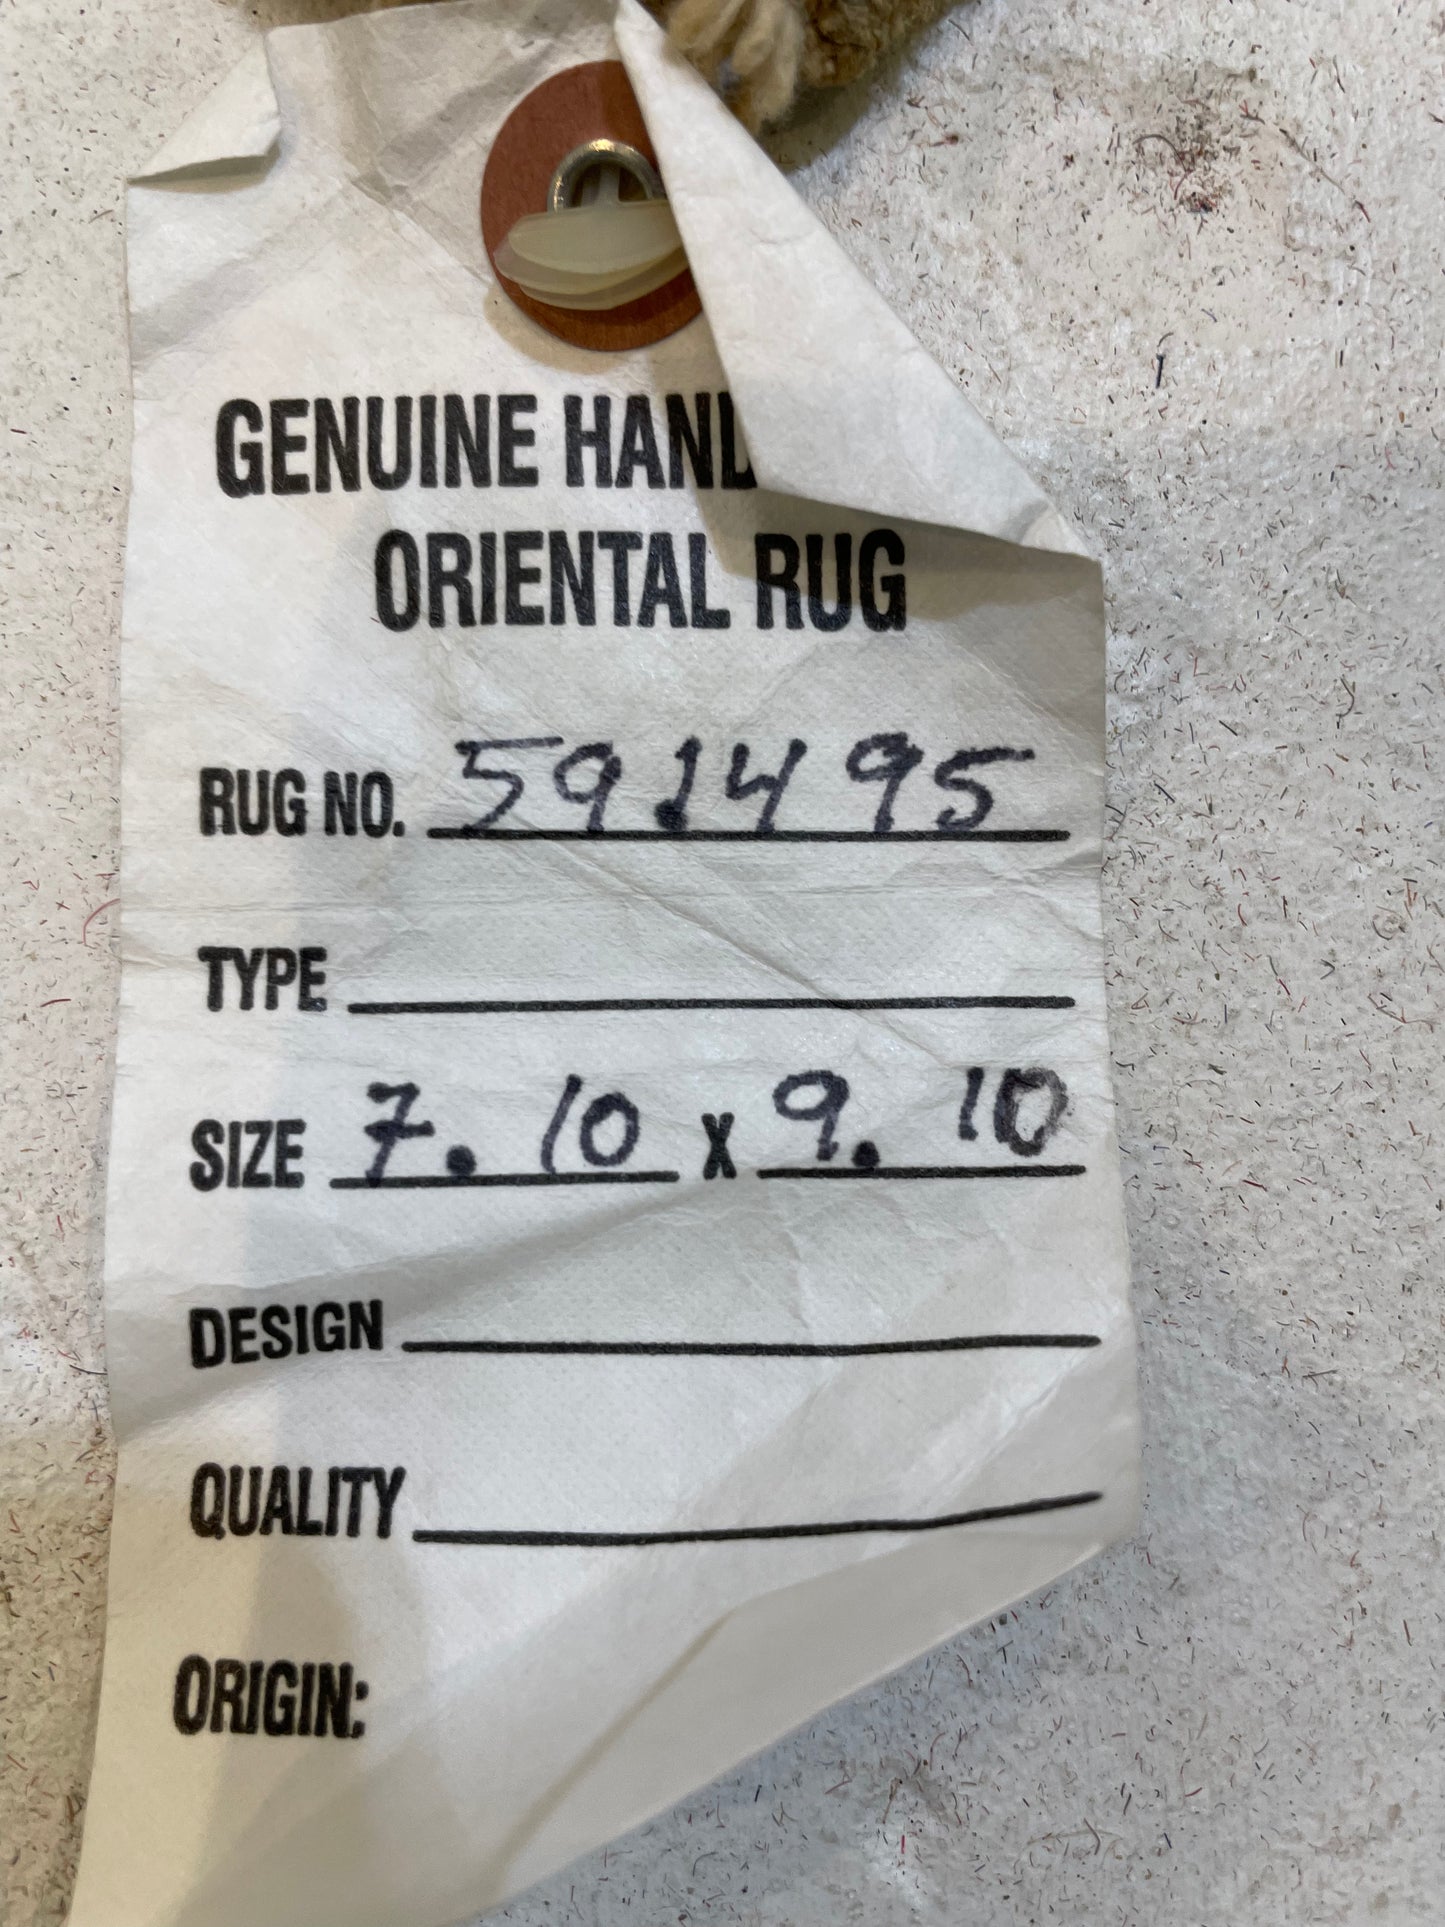 GENUINE HAND
ORIENTAL RUG
RUG NO. 591495
TYPE
SIZE 7.10 x 9.10
DESIGN
QUALITY
ORIGIN: